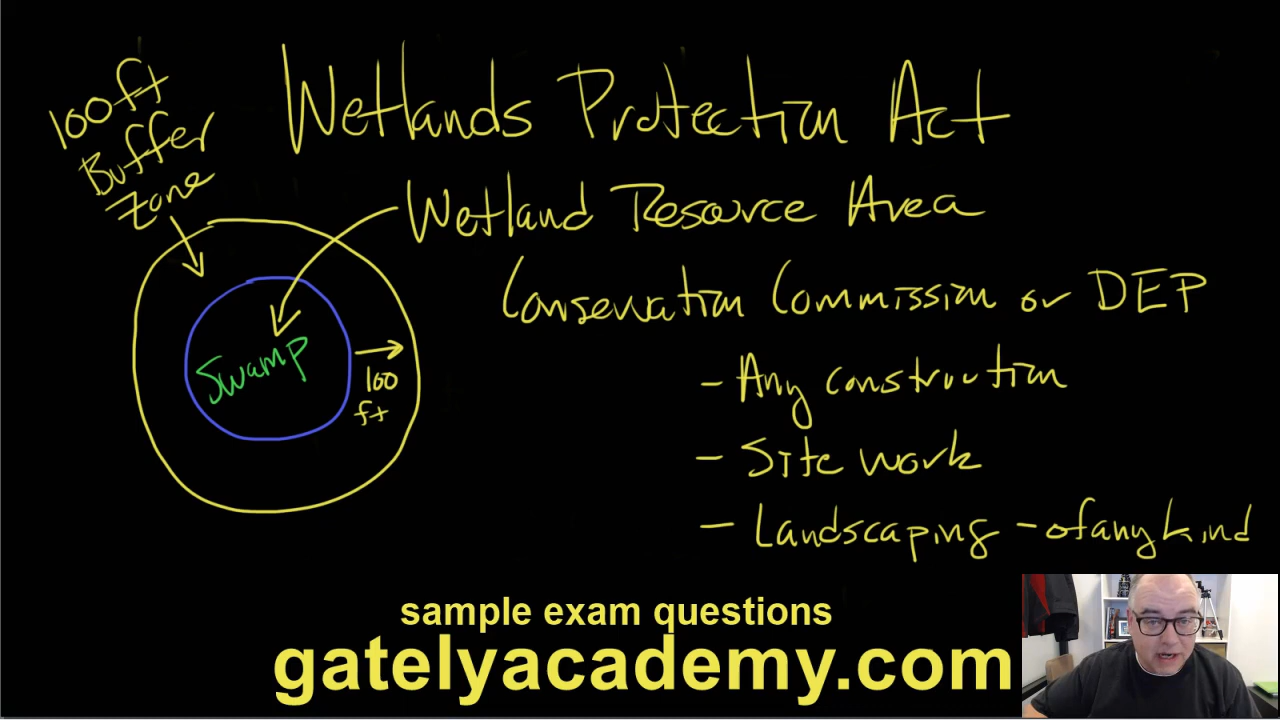 100ft
Buffer
Zone
Wetlands Protection Act
Wetland Resource Area
Conservation Commission or DEP
- Any construction
- Site work
- Landscaping - of any kind
Swamp
100
ft
sample exam questions
gatelyacademy.com